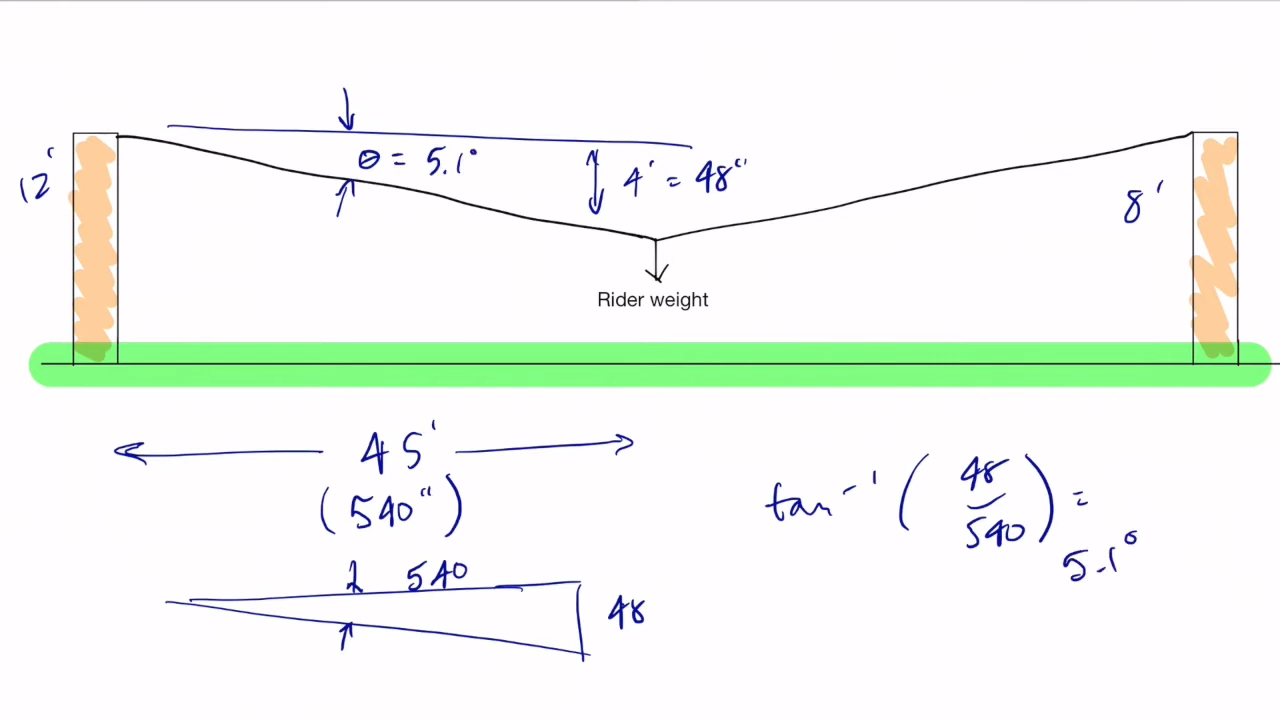 12'
θ = 5.1°
4' = 48"
8'
Rider weight
45'
(540")
540
48
tan⁻¹ (48/540) =
5.1°